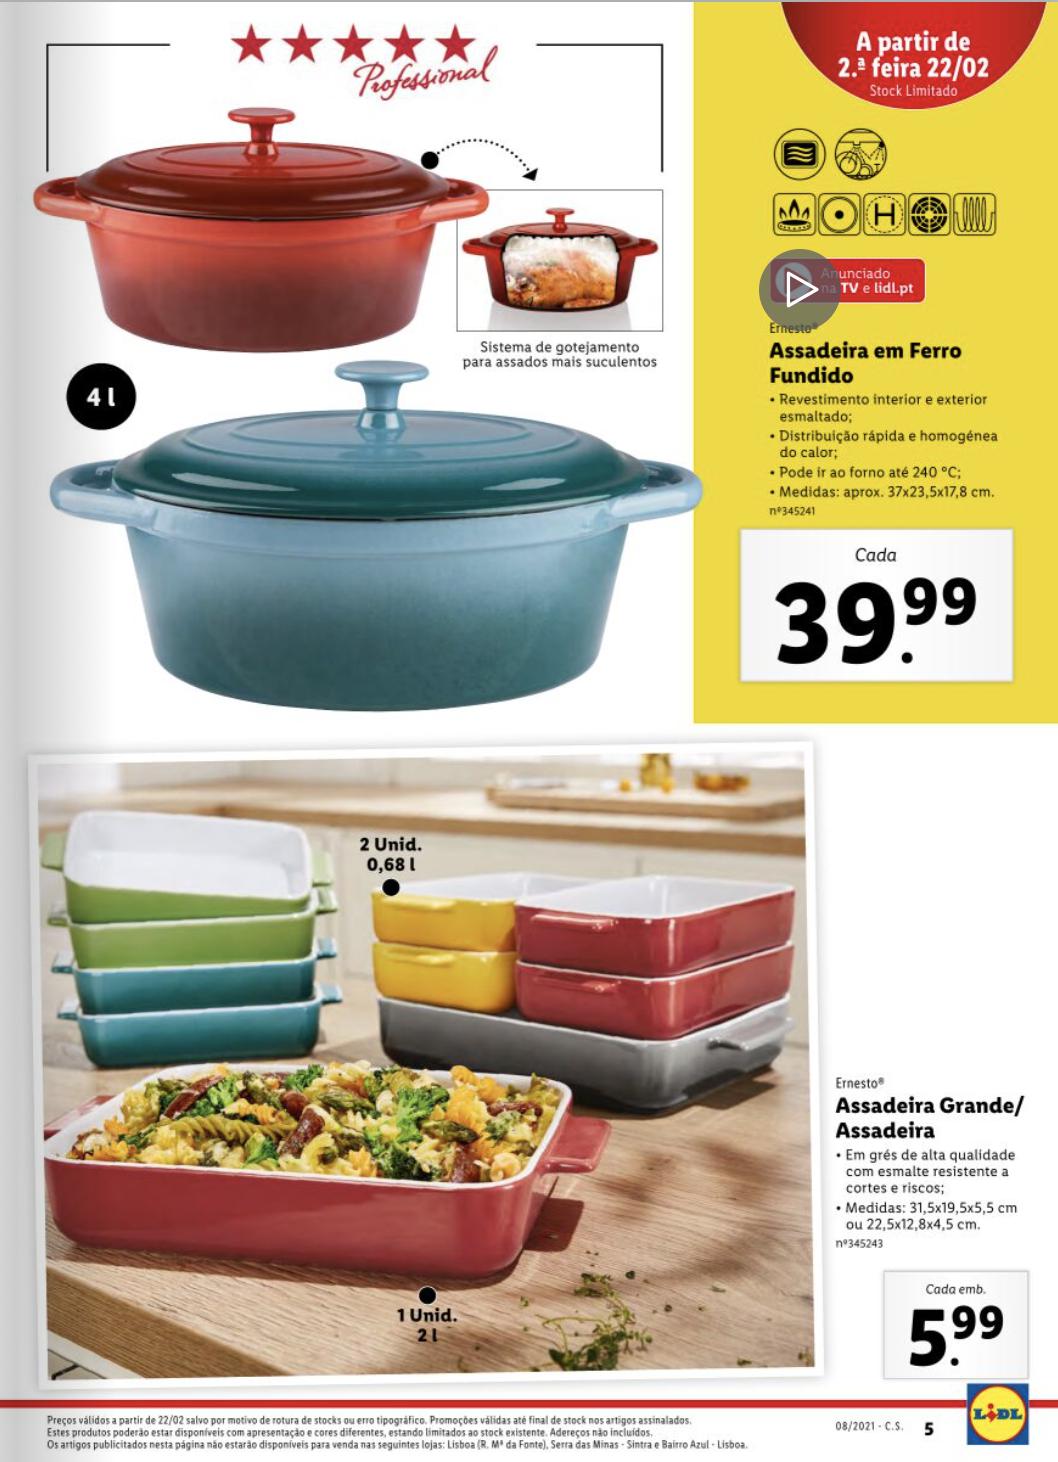 Professional
A partir de
2.ª feira 22/02
Stock Limitado
H
Anunciado
na TV e lidl.pt
Sistema de gotejamento
para assados mais suculentos
4 l
Ernesto®
Assadeira em Ferro
Fundido
• Revestimento interior e exterior
esmaltado;
• Distribuição rápida e homogénea
do calor;
• Pode ir ao forno até 240 °C;
• Medidas: aprox. 37x23,5x17,8 cm.
nº345241
Cada
39.99
2 Unid.
0,68 l
1 Unid.
2 l
Ernesto®
Assadeira Grande/
Assadeira
• Em grés de alta qualidade
com esmalte resistente a
cortes e riscos;
• Medidas: 31,5x19,5x5,5 cm
ou 22,5x12,8x4,5 cm.
nº345243
Cada emb.
5.99
Preços válidos a partir de 22/02 salvo por motivo de rotura de stocks ou erro tipográfico. Promoções válidas até final de stock nos artigos assinalados.
Estes produtos poderão estar disponíveis com apresentação e cores diferentes, estando limitados ao stock existente. Adereços não incluídos.
Os artigos publicitados nesta página não estarão disponíveis para venda nas seguintes lojas: Lisboa (R. Mª da Fonte), Serra das Minas - Sintra e Bairro Azul - Lisboa.
08/2021 - C.S. 5
LIDL